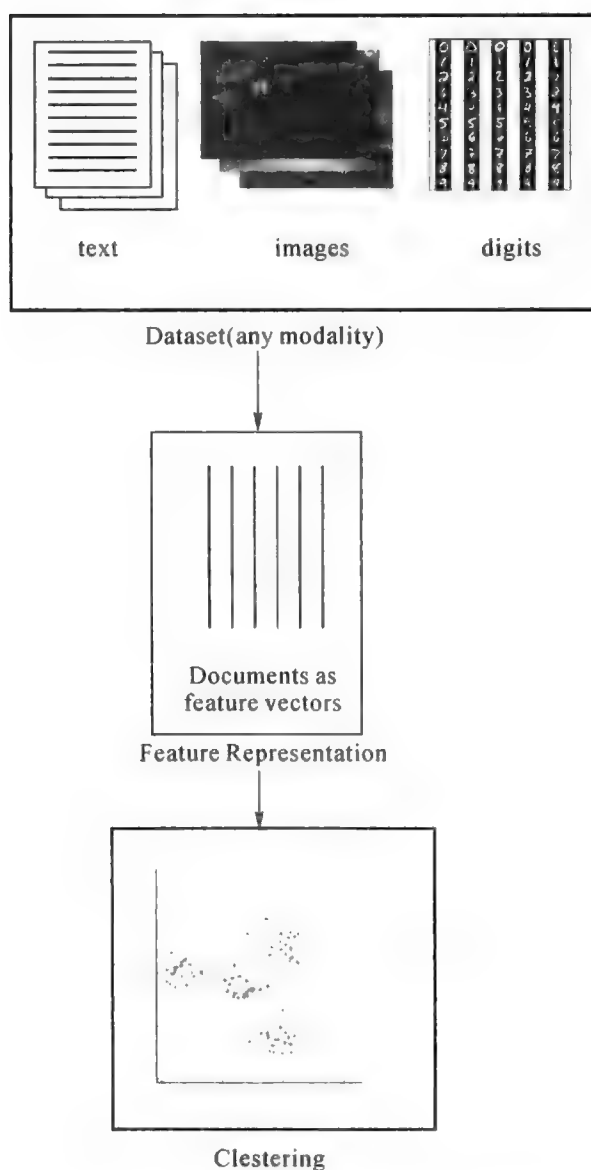 text images digits
Dataset(any modality)
Documents as
feature vectors
Feature Representation
Clestering